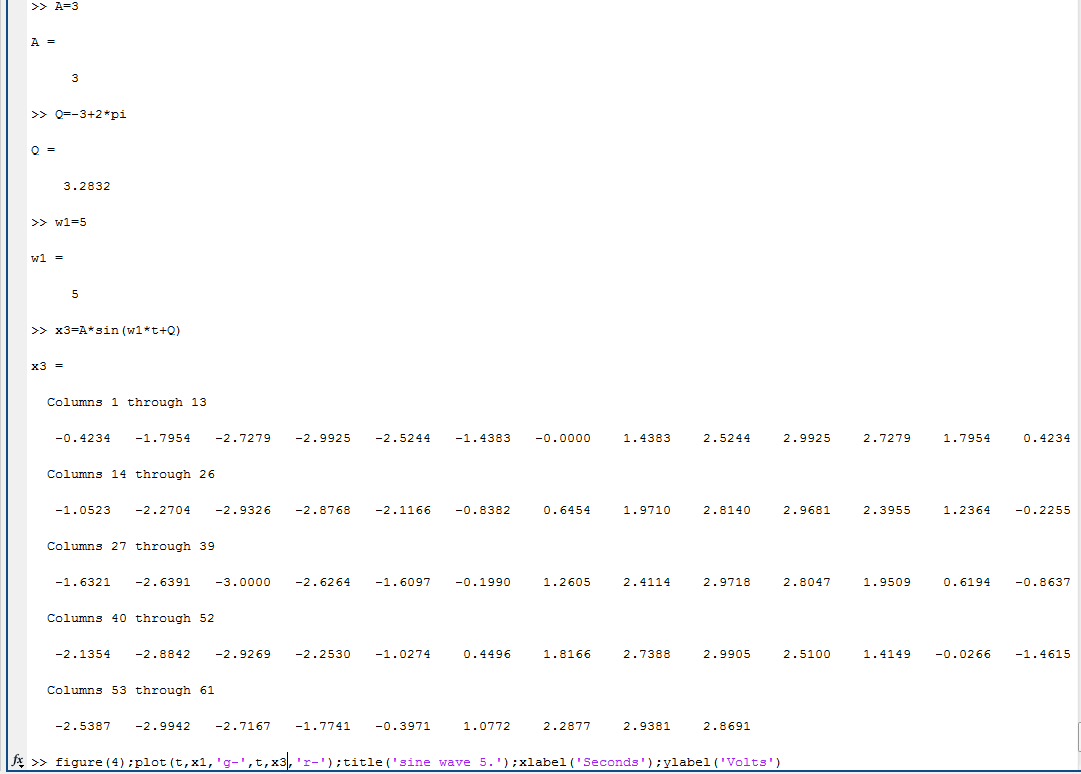 >> A=3
A =
3
>> Q=-3+2*pi
Q =
3.2832
>> w1=5
w1 =
5
>> x3=A*sin(w1*t+Q)
x3 =
Columns 1 through 13
-0.4234 -1.7954 -2.7279 -2.9925 -2.5244 -1.4383 -0.0000 1.4383 2.5244 2.9925 2.7279 1.7954 0.4234
Columns 14 through 26
-1.0523 -2.2704 -2.9326 -2.8768 -2.1166 -0.8382 0.6454 1.9710 2.8140 2.9681 2.3955 1.2364 -0.2255
Columns 27 through 39
-1.6321 -2.6391 -3.0000 -2.6264 -1.6097 -0.1990 1.2605 2.4114 2.9718 2.8047 1.9509 0.6194 -0.8637
Columns 40 through 52
-2.1354 -2.8842 -2.9269 -2.2530 -1.0274 0.4496 1.8166 2.7388 2.9905 2.5100 1.4149 -0.0266 -1.4615
Columns 53 through 61
-2.5387 -2.9942 -2.7167 -1.7741 -0.3971 1.0772 2.2877 2.9381 2.8691
fx >> figure(4);plot(t,x1,'g-',t,x3,'r-');title('sine wave 5.');xlabel('Seconds');ylabel('Volts')